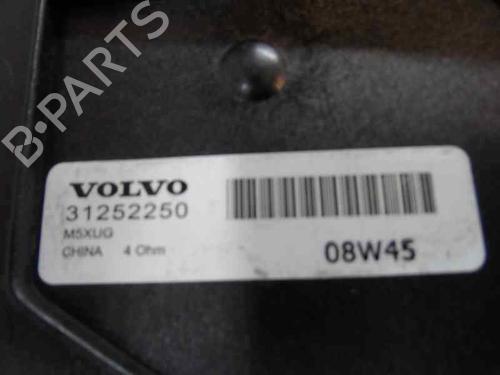 B-PARTS
VOLVO
31252250
M5XUG
CHINA 4 Ohm
08W45